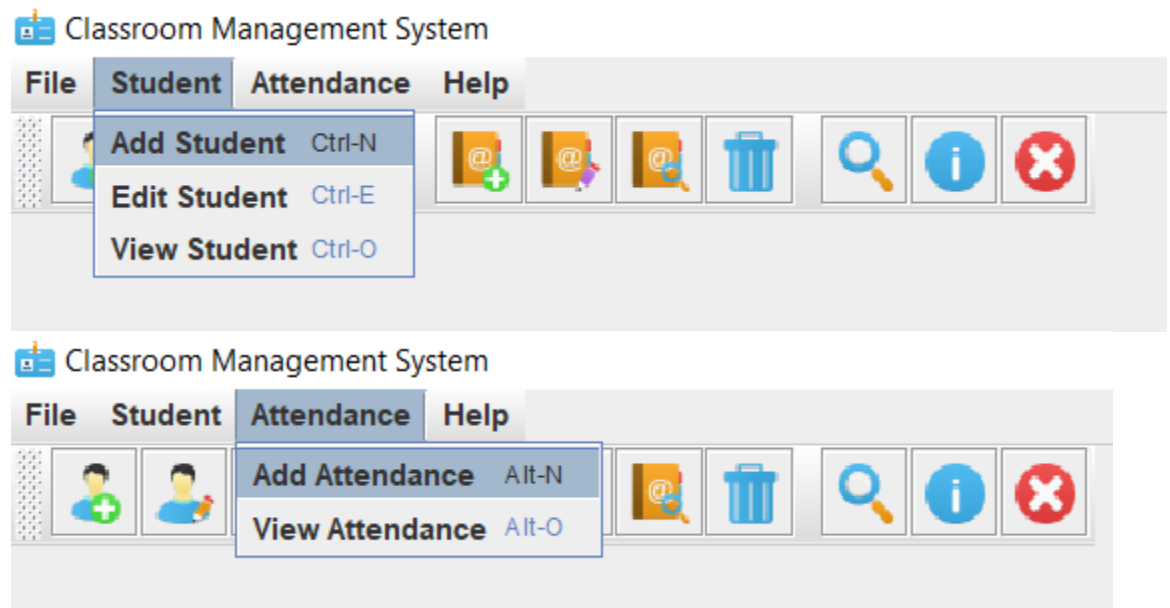 Classroom Management System
File Student Attendance Help
Add Student Ctrl-N
@ @ @
Edit Student Ctrl-E
View Student Ctrl-O
Classroom Management System
File Student Attendance Help
Add Attendance Alt-N
@
View Attendance Alt-O